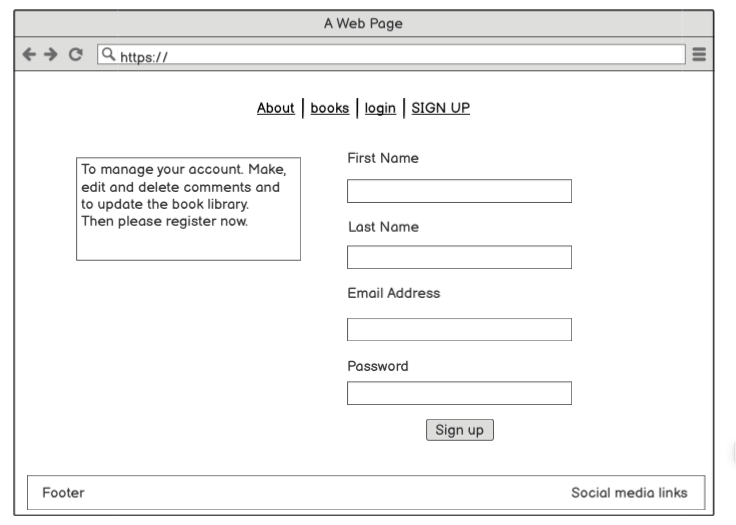 A Web Page
https://
About | books | login | SIGN UP
To manage your account. Make,
edit and delete comments and
to update the book library.
Then please register now.
First Name
Last Name
Email Address
Password
Sign up
Footer
Social media links